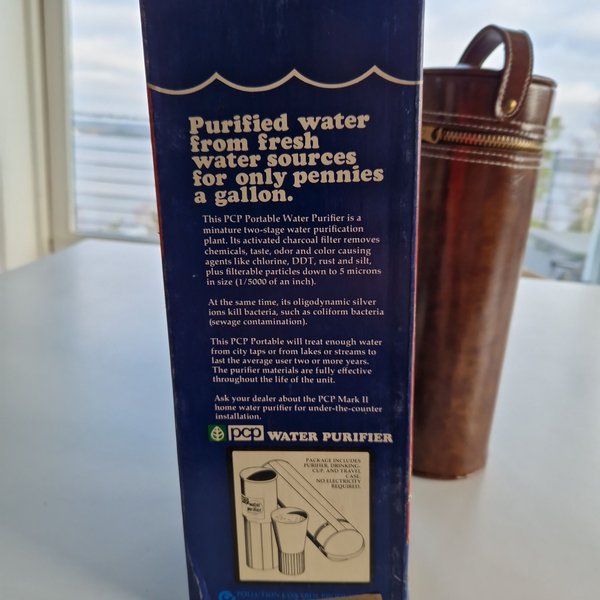 Purified water
from fresh
water sources
for only pennies
a gallon.
This PCP Portable Water Purifier is a
minature two-stage water purification
plant. Its activated charcoal filter removes
chemicals, taste, odor and color causing
agents like chlorine, DDT, rust and silt,
plus filterable particles down to 5 microns
in size (1/5000 of an inch).
At the same time, its oligodynamic silver
ions kill bacteria, such as coliform bacteria
(sewage contamination).
This PCP Portable will treat enough water
from city taps or from lakes or streams to
last the average user two or more years.
The purifier materials are fully effective
throughout the life of the unit.
Ask your dealer about the PCP Mark II
home water purifier for under-the-counter
installation.
pcp WATER PURIFIER
PACKAGE INCLUDES
PURIFIER, DRINKING-
CUP, AND TRAVEL
CASE.
NO ELECTRICITY
REQUIRED.
POLLUTION CONTROL